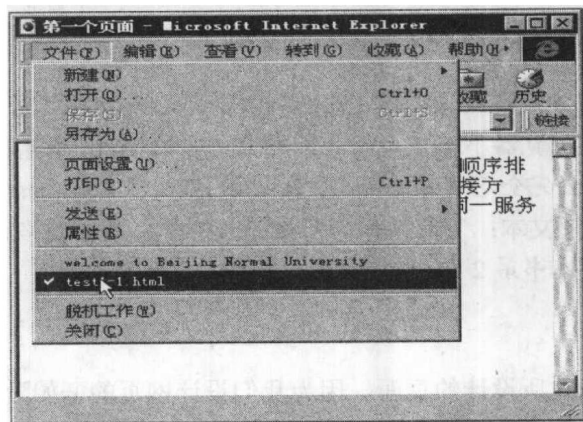 第一个页面 - Microsoft Internet Explorer
文件(F) 编辑(E) 查看(V) 转到(G) 收藏(A) 帮助(H)
新建(N)
打开(O)... Ctrl+O
保存(S) Ctrl+S
另存为(A)...
页面设置(U)...
打印(P)... Ctrl+P
发送(E)
属性(R)
welcome to Beijing Normal University
✔ test-1.html
脱机工作(W)
关闭(C)
收藏 历史
链接
顺序排
接方
同一服务